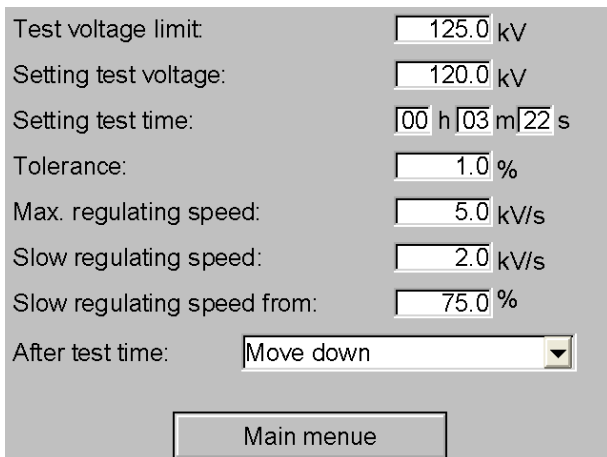 Test voltage limit: 125.0 kV
Setting test voltage: 120.0 kV
Setting test time: 00 h 03 m 22 s
Tolerance: 1.0 %
Max. regulating speed: 5.0 kV/s
Slow regulating speed: 2.0 kV/s
Slow regulating speed from: 75.0 %
After test time: Move down
Main menue